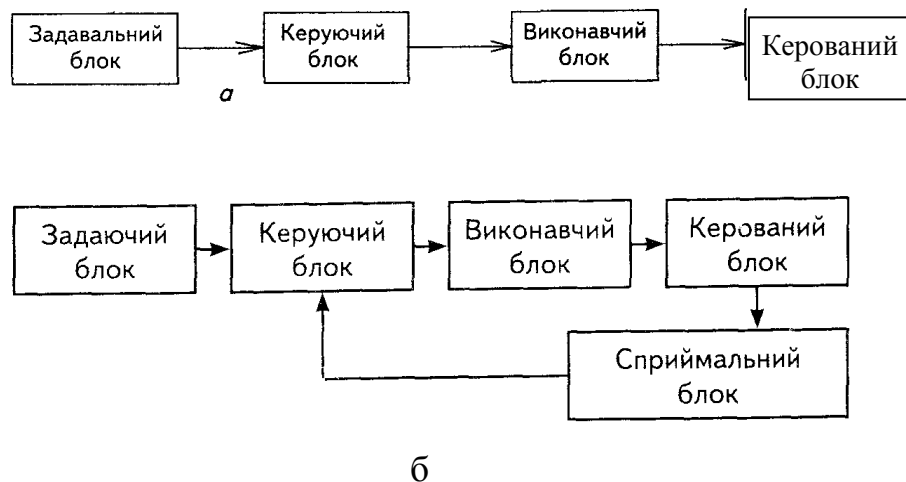 Задавальний
блок
Керуючий
блок
Виконавчий
блок
Керований
блок
а
Задаючий
блок
Керуючий
блок
Виконавчий
блок
Керований
блок
Сприймальний
блок
б